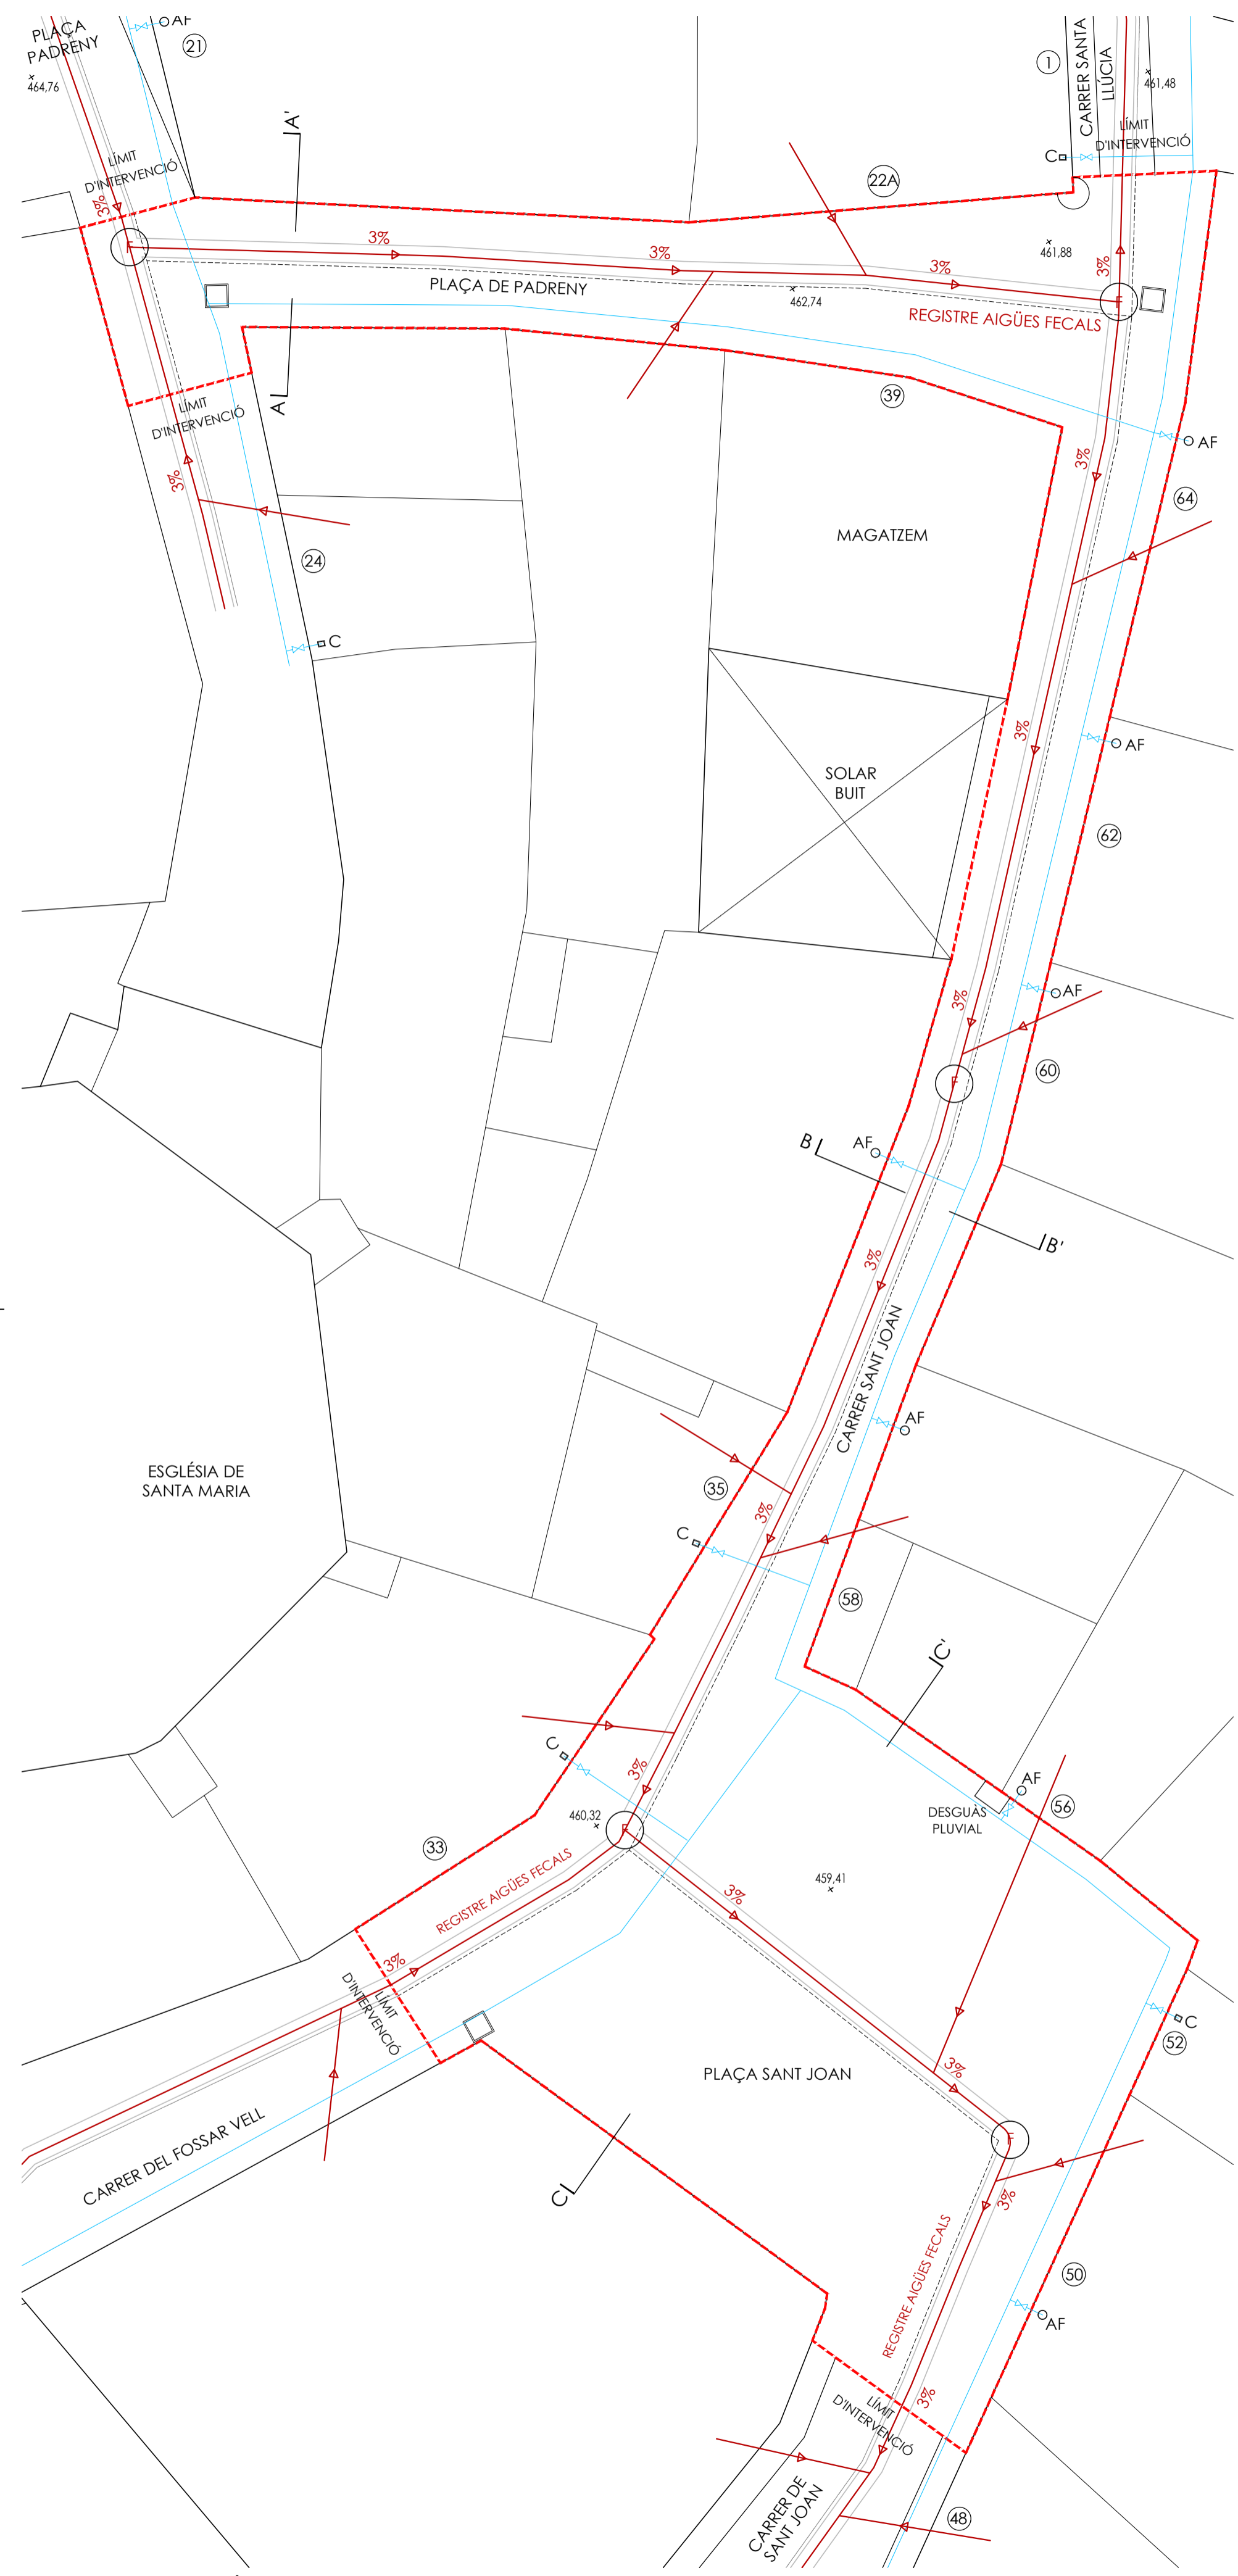 PLAÇA
PADRENY
AF
21
464,76
LÍMIT
D'INTERVENCIÓ
A'
1
CARRER SANTA
LLÚCIA
461,48
LÍMIT
D'INTERVENCIÓ
C
22A
3%
F
3%
3%
3%
3%
461,88
PLAÇA DE PADRENY
462,74
F
REGISTRE AIGÜES FECALS
A
LÍMIT
D'INTERVENCIÓ
39
AF
3%
3%
64
MAGATZEM
24
C
3%
AF
SOLAR
BUIT
62
3%
AF
60
F
B
AF
B'
3%
CARRER SANT JOAN
AF
ESGLÉSIA DE
SANTA MARIA
35
3%
C
58
C'
C
3%
AF
56
DESGUÀS
PLUVIAL
460,32
F
33
REGISTRE AIGÜES FECALS
459,41
3%
3%
LÍMIT
D'INTERVENCIÓ
C
52
PLAÇA SANT JOAN
3%
CARRER DEL FOSSAR VELL
F
C
3%
REGISTRE AIGÜES FECALS
50
AF
3%
LÍMIT
D'INTERVENCIÓ
CARRER DE
SANT JOAN
48